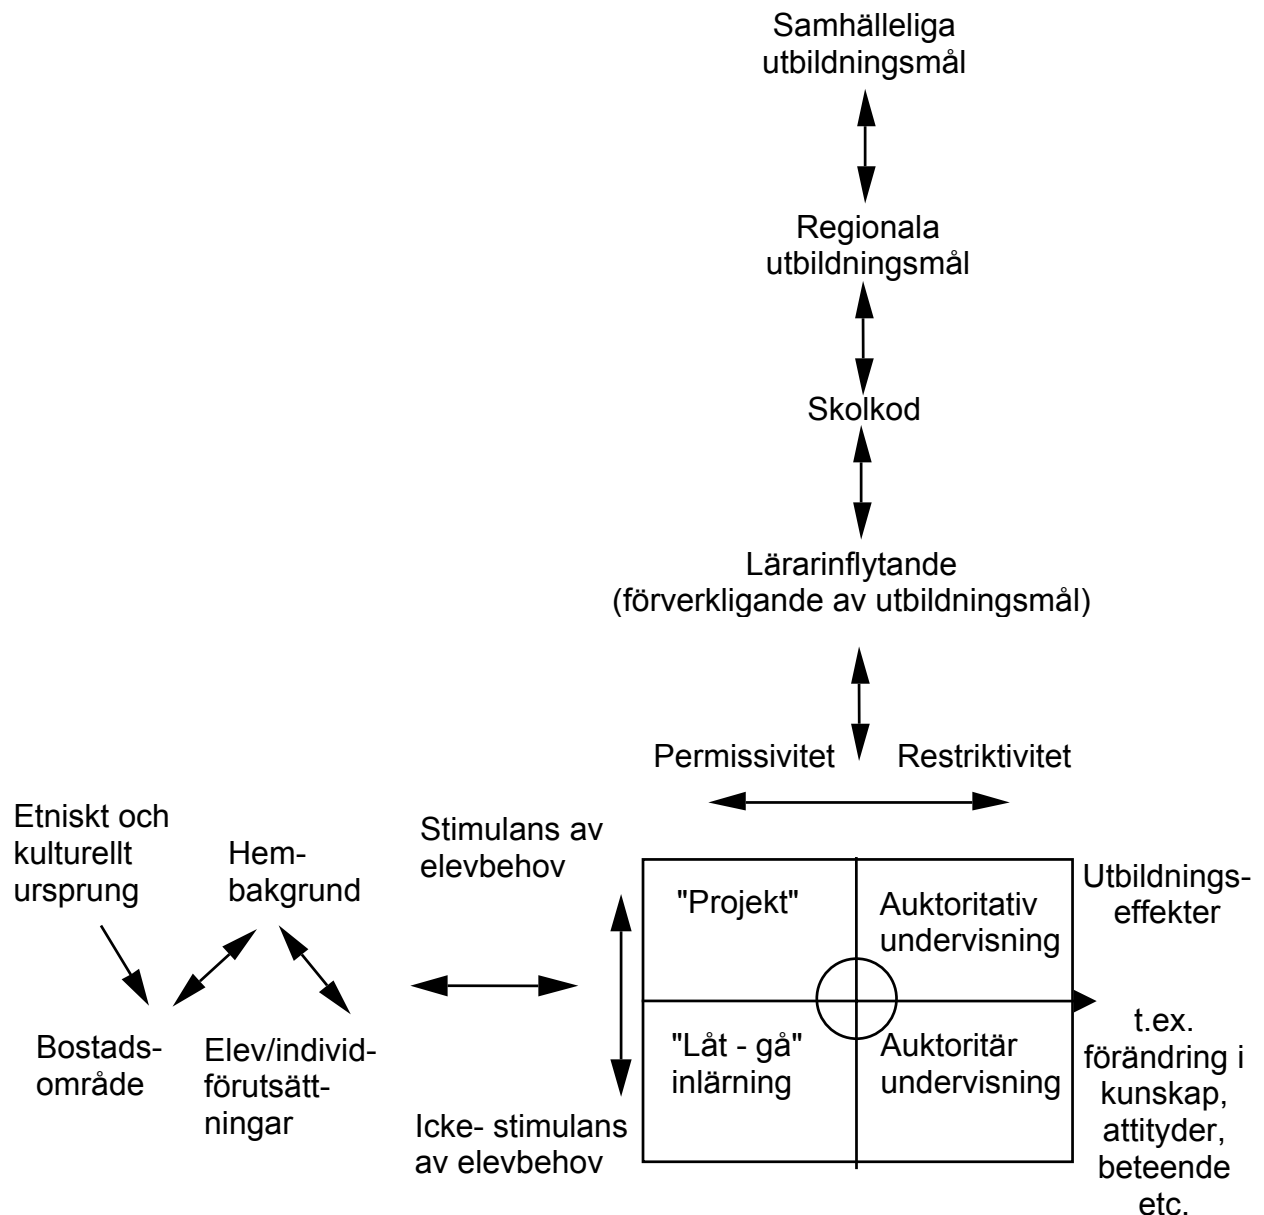 Samhälleliga
utbildningsmål
Regionala
utbildningsmål
Skolkod
Lärarinflytande
(förverkligande av utbildningsmål)
Permissivitet
Restriktivitet
Etniskt och
kulturellt
ursprung
Hem-
bakgrund
Bostads-
område
Elev/individ-
förutsätt-
ningar
Stimulans av
elevbehov
Icke- stimulans
av elevbehov
"Projekt"
Auktoritativ
undervisning
"Låt - gå"
inlärning
Auktoritär
undervisning
Utbildnings-
effekter
t.ex.
förändring i
kunskap,
attityder,
beteende
etc.